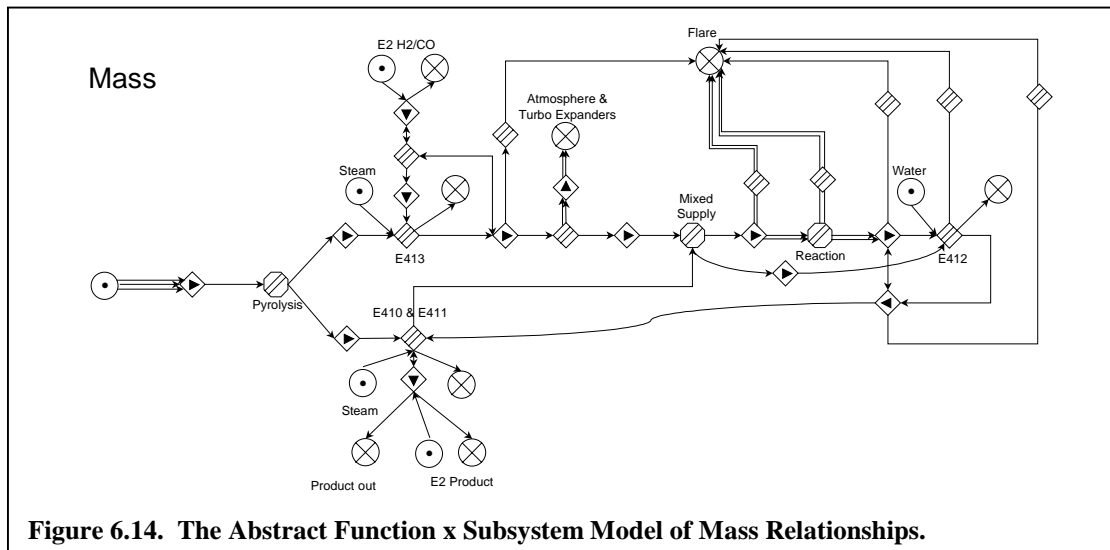 Flare
E2 H2/CO
Mass
Atmosphere &
Turbo Expanders
Steam
Water
Mixed
Supply
E413
Reaction
E412
Pyrolysis
E410 & E411
Steam
Product out
E2 Product
Figure 6.14. The Abstract Function x Subsystem Model of Mass Relationships.